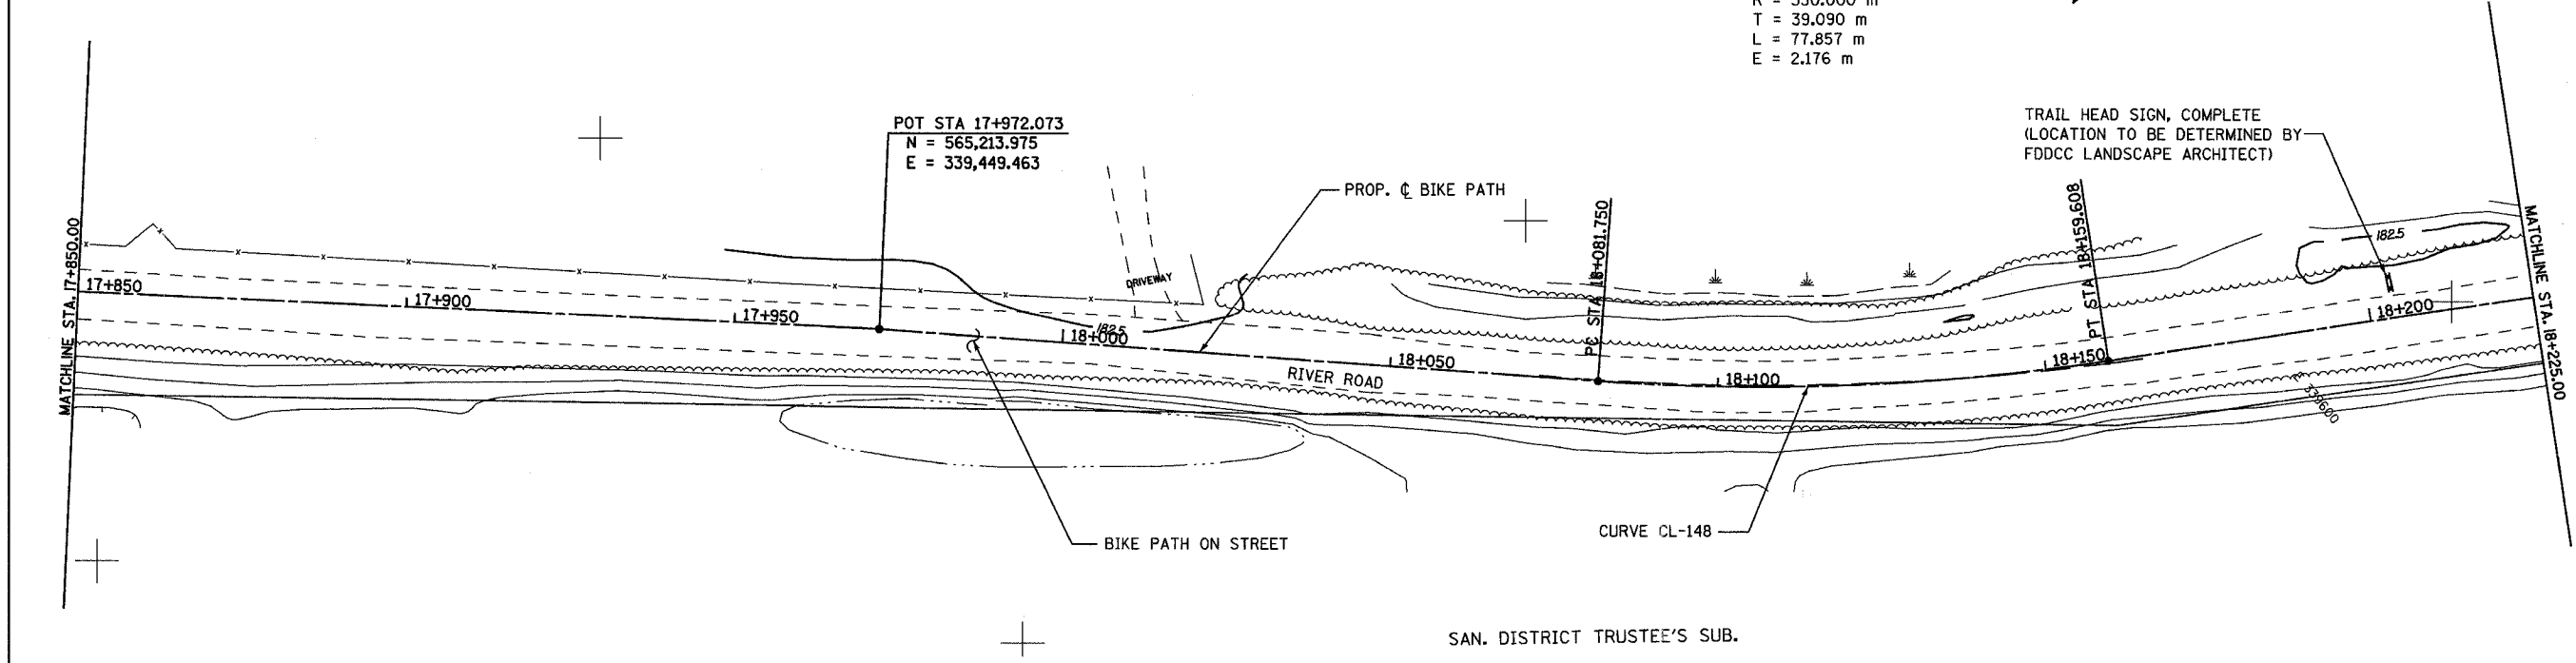 R = 350.000 m
T = 39.090 m
L = 77.857 m
E = 2.176 m
TRAIL HEAD SIGN, COMPLETE
(LOCATION TO BE DETERMINED BY
FDDCC LANDSCAPE ARCHITECT)
POT STA 17+972.073
N = 565,213.975
E = 339,449.463
PROP. ℄ BIKE PATH
MATCHLINE STA. 17+850.00
17+850
17+900
17+950
DRIVEWAY
182.5
18+000
18+050
PC STA 18+081.750
18+100
18+150
PT STA 18+159.608
182.5
18+200
MATCHLINE STA. 18+225.00
RIVER ROAD
E 339600
BIKE PATH ON STREET
CURVE CL-148
SAN. DISTRICT TRUSTEE'S SUB.